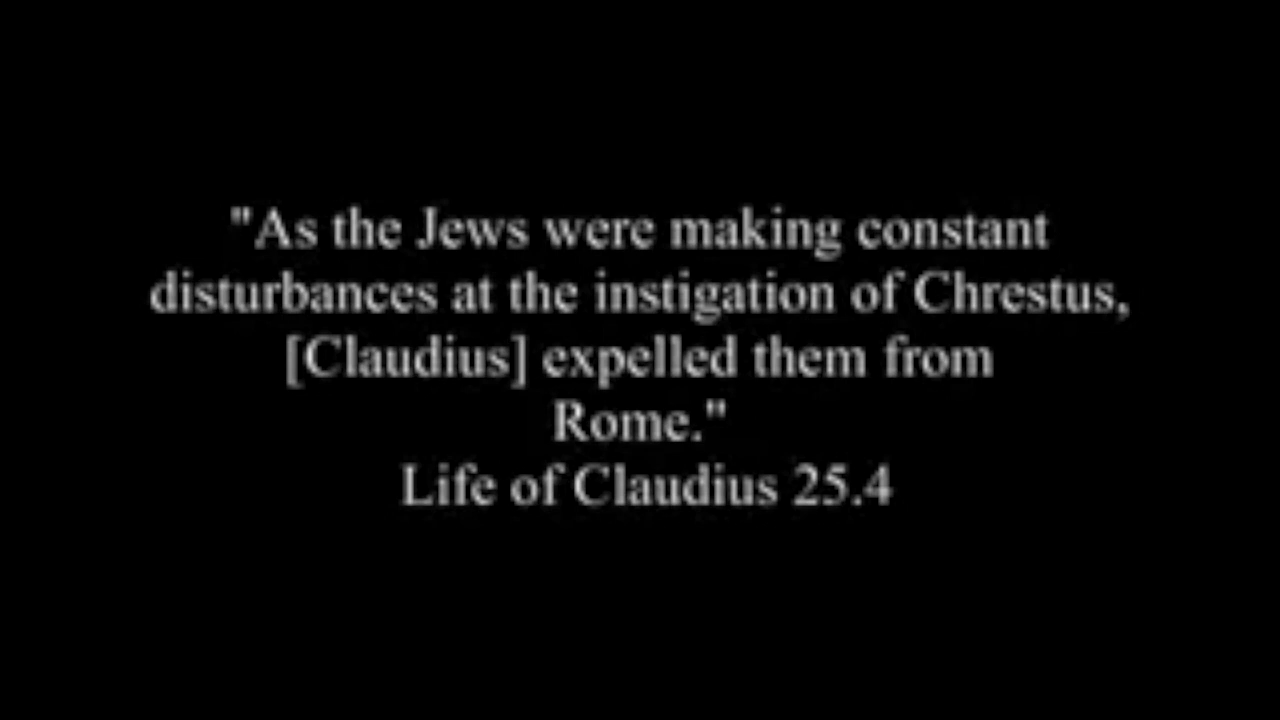 "As the Jews were making constant
disturbances at the instigation of Chrestus,
[Claudius] expelled them from
Rome."
Life of Claudius 25.4